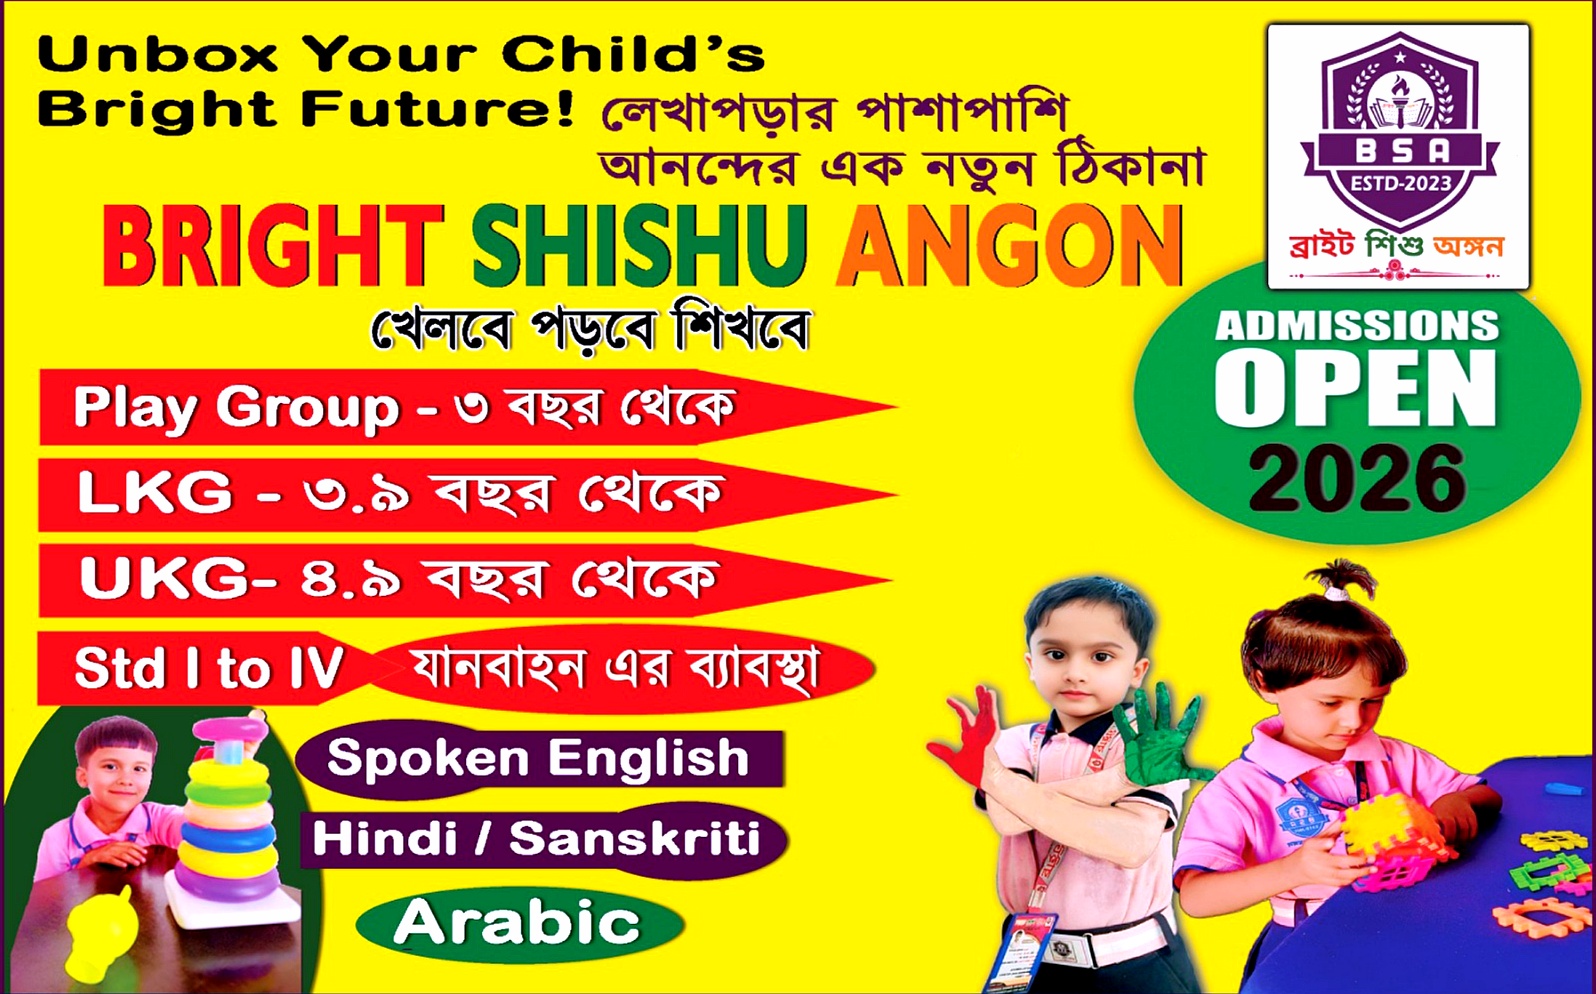 Unbox Your Child's
Bright Future!
লেখাপড়ার পাশাপাশি
আনন্দের এক নতুন ঠিকানা
BSA
ESTD-2023
ব্রাইট শিশু অঙ্গন
BRIGHT SHISHU ANGON
খেলবে পড়বে শিখবে
ADMISSIONS
OPEN
2026
Play Group - ৩ বছর থেকে
LKG - ৩.৯ বছর থেকে
UKG- ৪.৯ বছর থেকে
Std I to IV
যানবাহন এর ব্যাবস্থা
Spoken English
Hindi / Sanskriti
Arabic